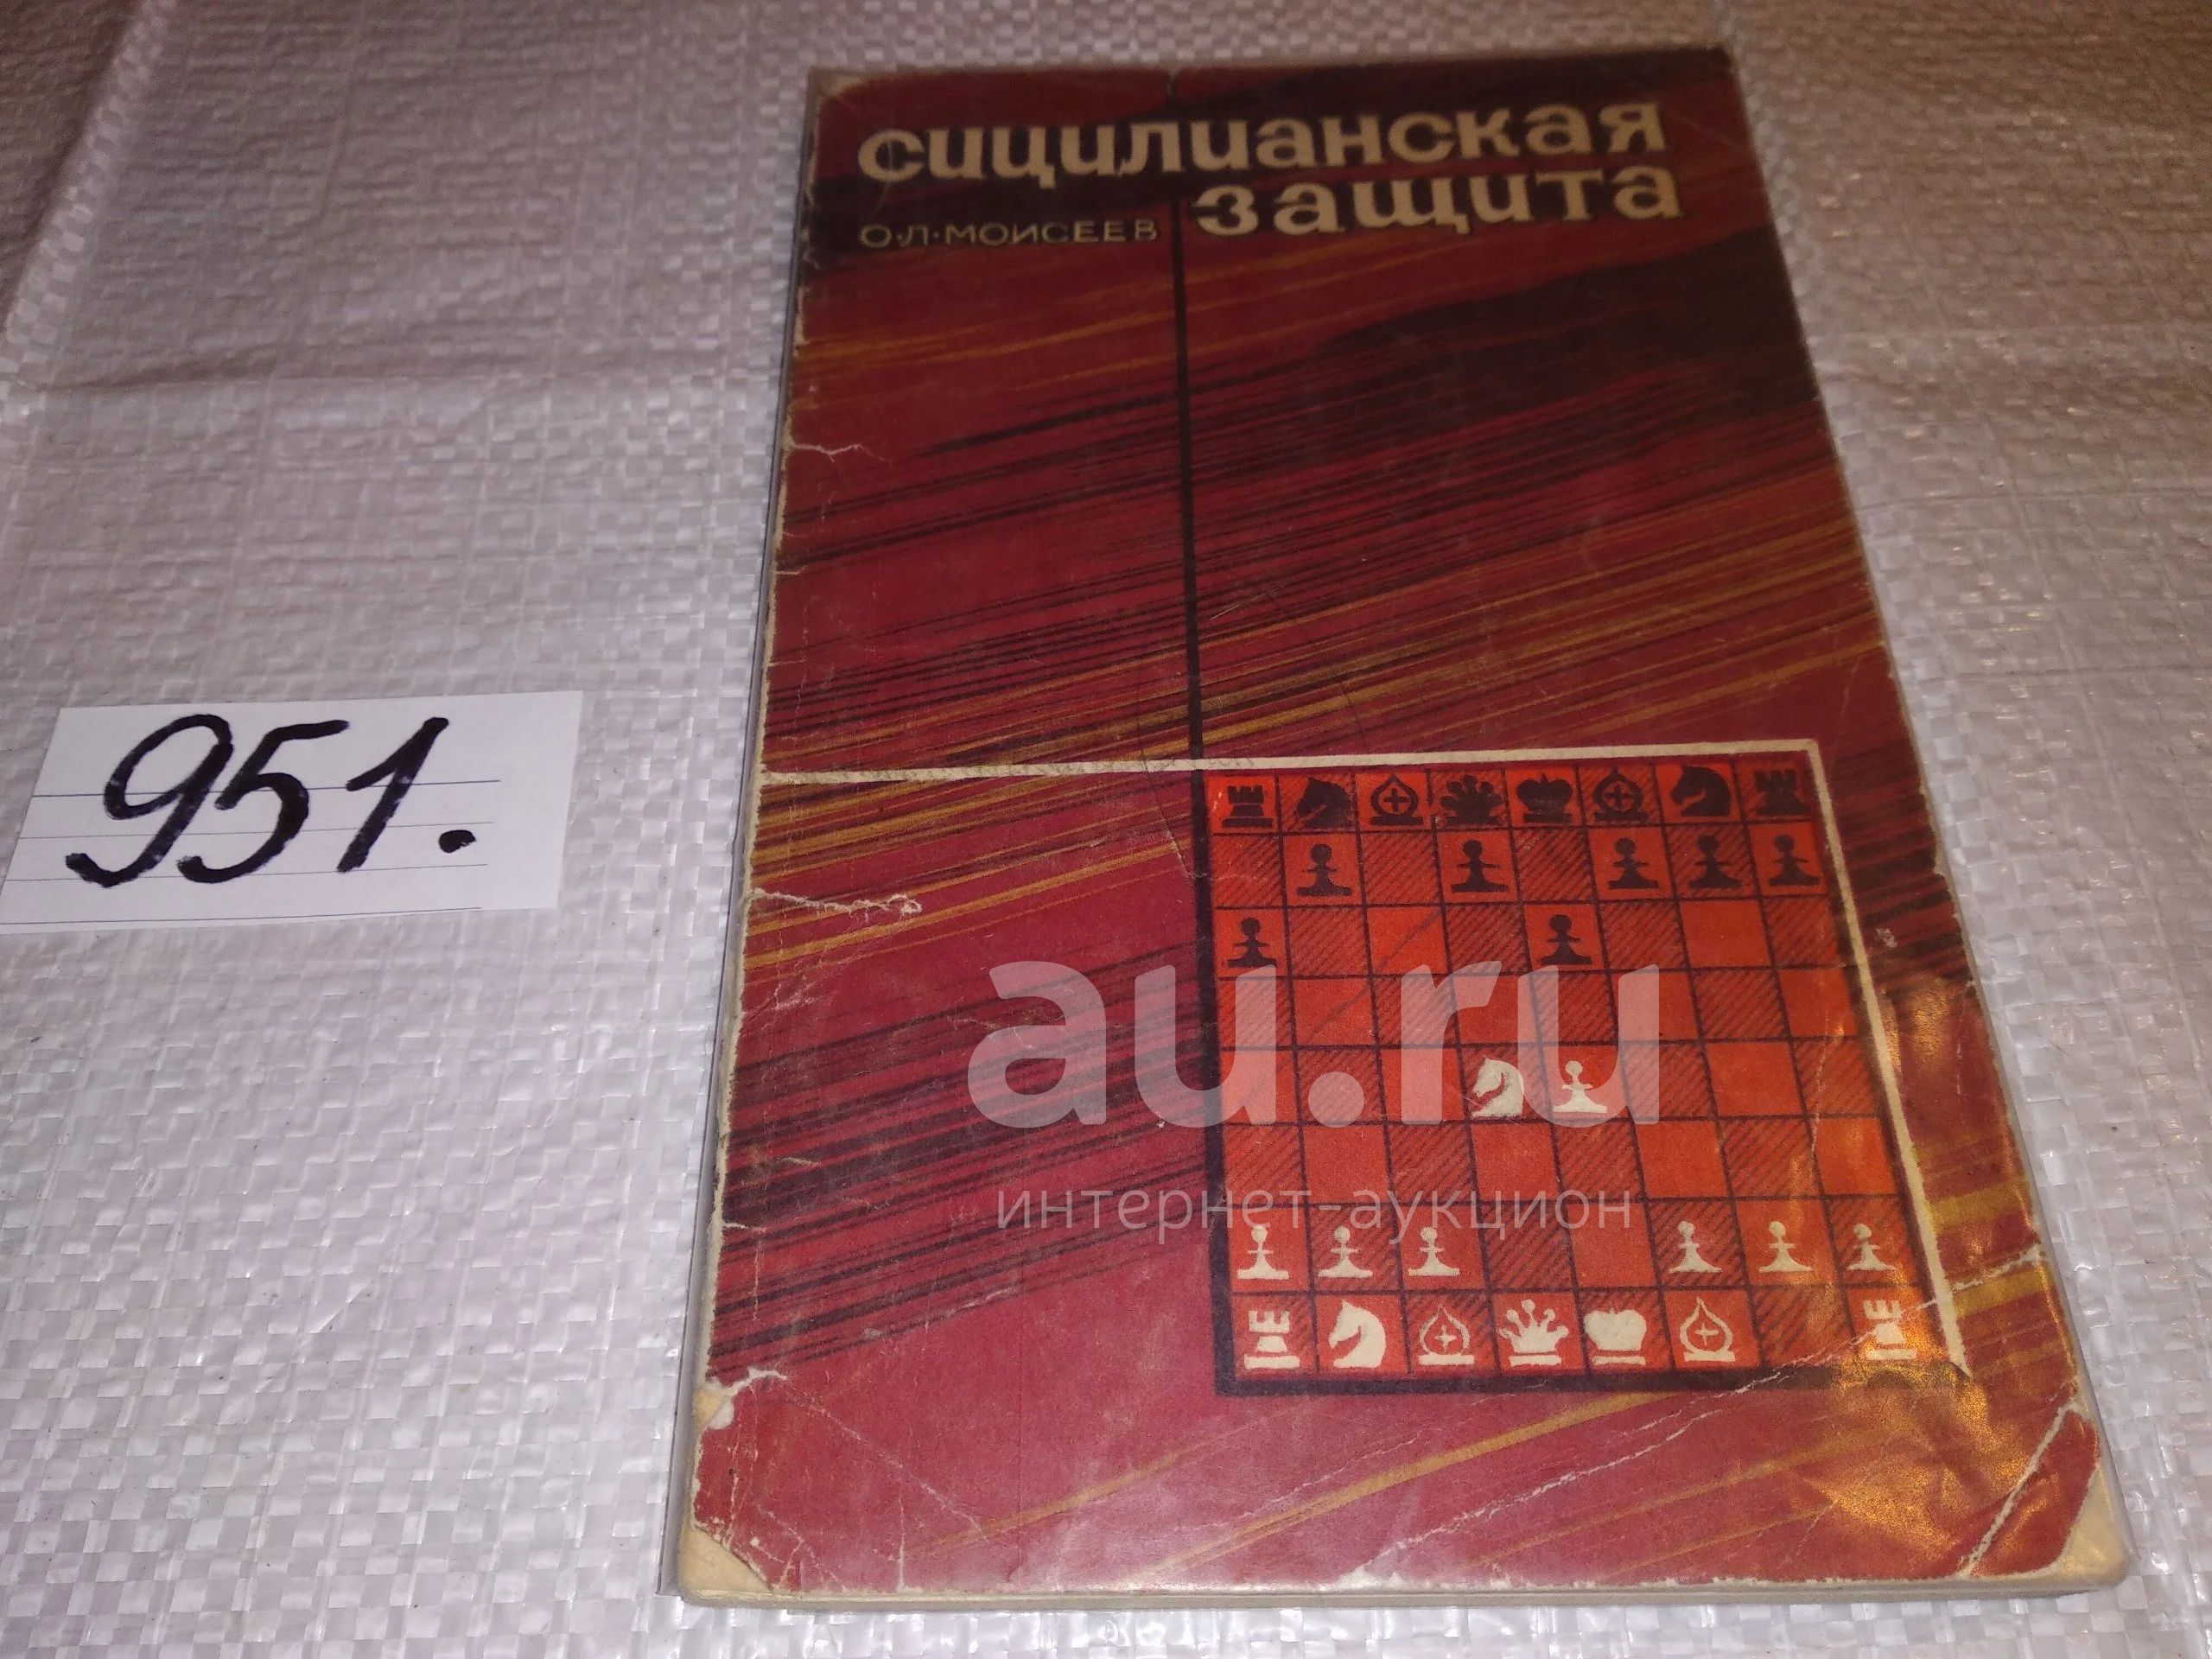 сицилианская
защита
О·Л·МОИСЕЕВ
951.
au.ru
интернет-аукцион